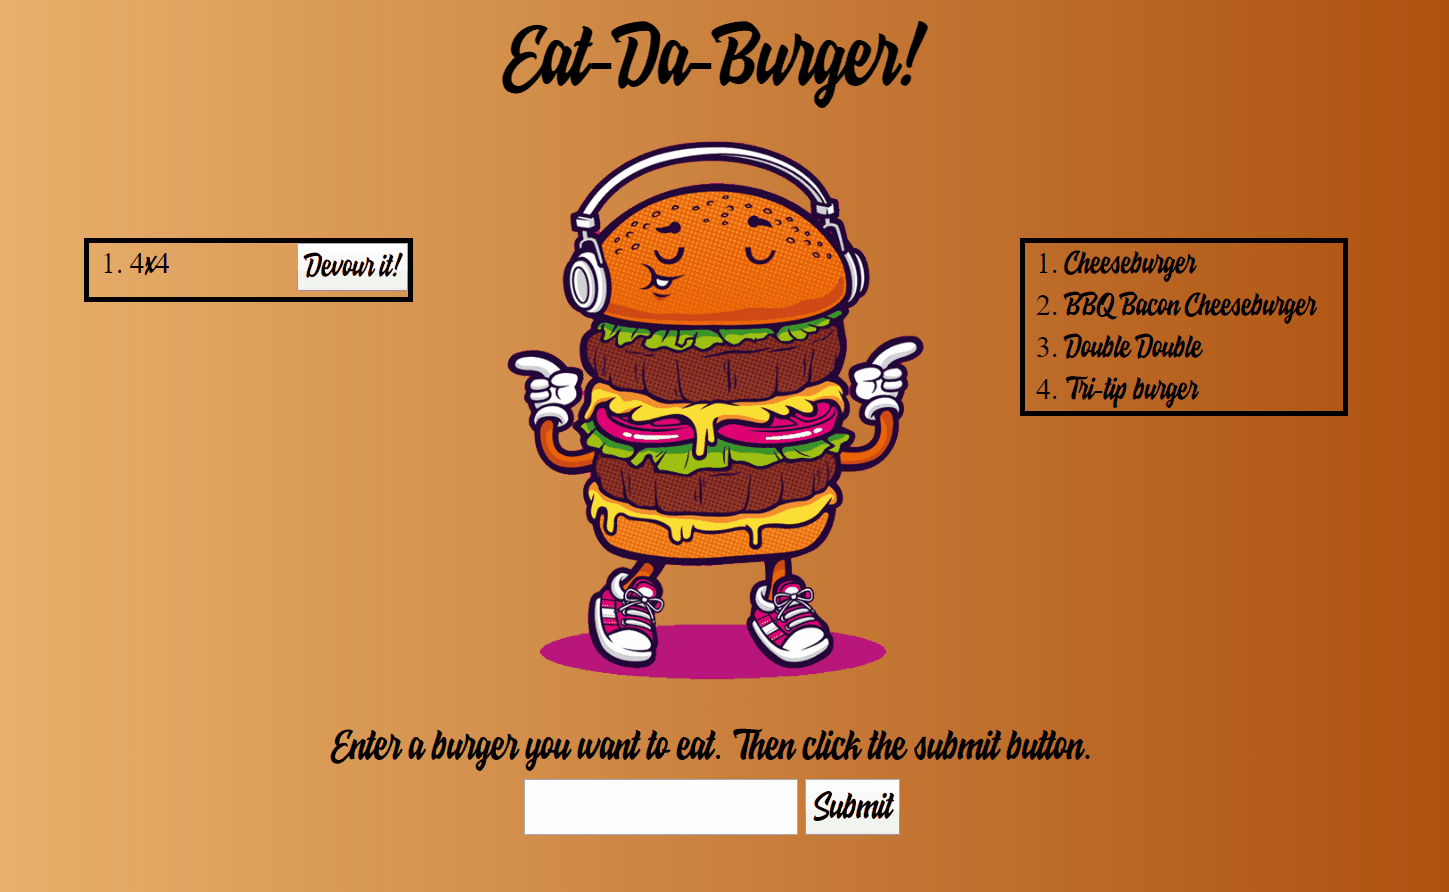 Eat-Da-Burger!
1. 4x4
Devour it!
1. Cheeseburger
2. BBQ Bacon Cheeseburger
3. Double Double
4. Tri-tip burger
Enter a burger you want to eat. Then click the submit button.
Submit